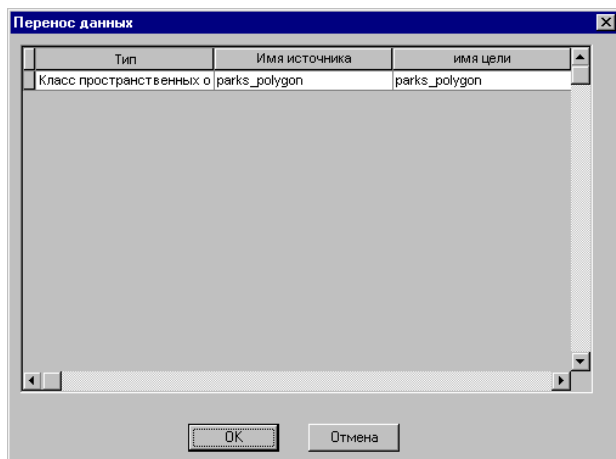 Перенос данных
Тип Имя источника имя цели
Класс пространственных о parks_polygon parks_polygon
OK Отмена